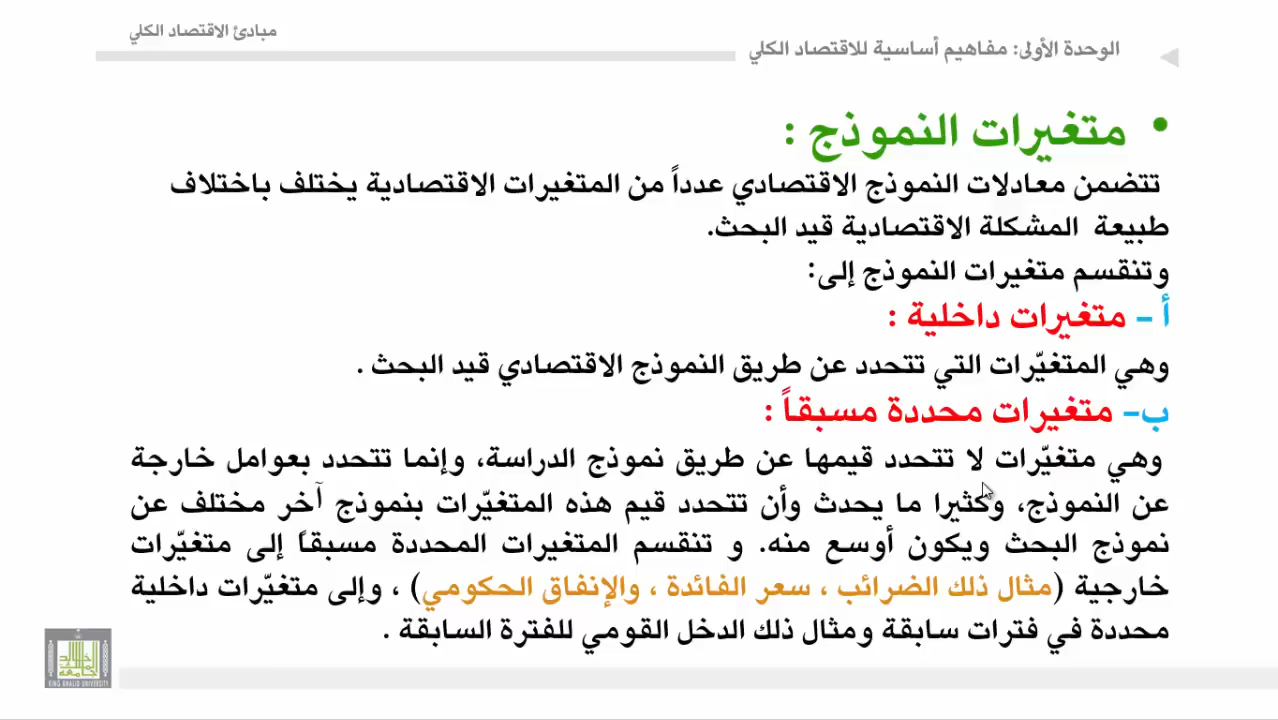 مبادئ الاقتصاد الكلي
الوحدة الأولى: مفاهيم أساسية للاقتصاد الكلي
• متغيرات النموذج :
تتضمن معادلات النموذج الاقتصادي عدداً من المتغيرات الاقتصادية يختلف باختلاف
طبيعة المشكلة الاقتصادية قيد البحث.
وتنقسم متغيرات النموذج إلى:
أ - متغيرات داخلية :
وهي المتغيّرات التي تتحدد عن طريق النموذج الاقتصادي قيد البحث .
ب- متغيرات محددة مسبقاً :
وهي متغيّرات لا تتحدد قيمها عن طريق نموذج الدراسة، وإنما تتحدد بعوامل خارجة
عن النموذج، وكثيرا ما يحدث وأن تتحدد قيم هذه المتغيّرات بنموذج آخر مختلف عن
نموذج البحث ويكون أوسع منه. و تنقسم المتغيرات المحددة مسبقاً إلى متغيّرات
خارجية (مثال ذلك الضرائب ، سعر الفائدة ، والإنفاق الحكومي) ، وإلى متغيّرات داخلية
محددة في فترات سابقة ومثال ذلك الدخل القومي للفترة السابقة .
KING KHALID UNIVERSITY